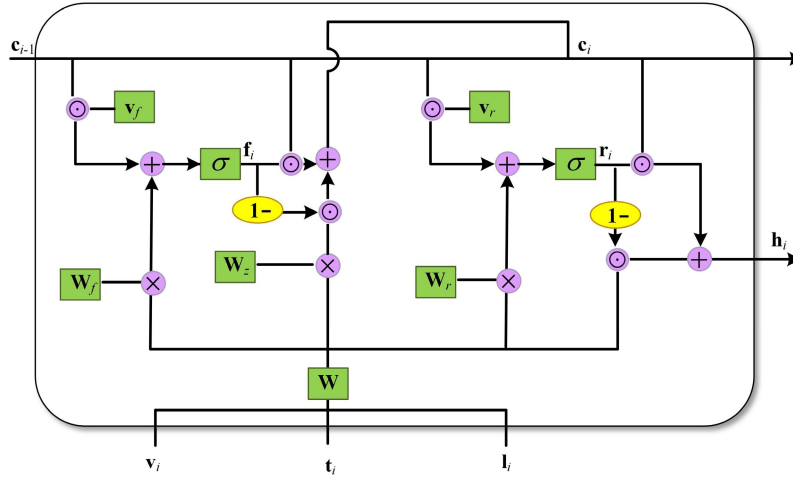 c_{i-1} c_i
⊙ v_f ⊙ v_r
+ σ f_i ⊙ + + σ r_i ⊙
1- ⊙ 1-
⊙ + h_i
W_f × W_z × W_r ×
W
v_i t_i l_i